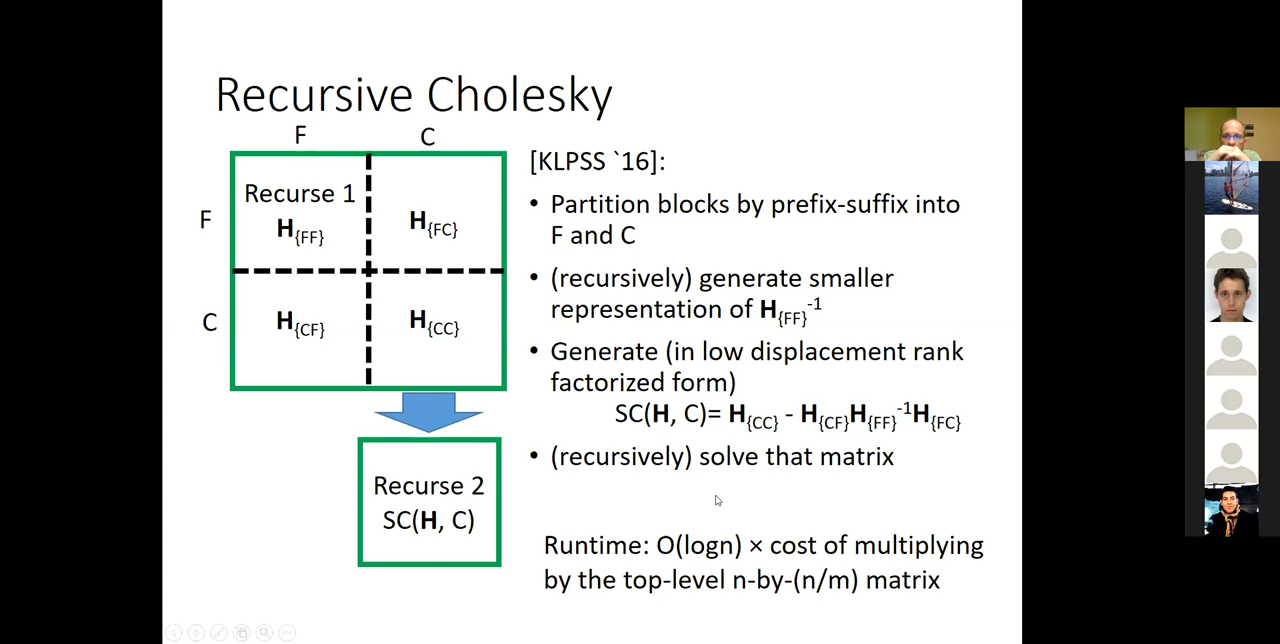 Recursive Cholesky
F
C
F
Recurse 1
H{FF}
H{FC}
C
H{CF}
H{CC}
Recurse 2
SC(H, C)
[KLPSS `16]:
• Partition blocks by prefix-suffix into
F and C
• (recursively) generate smaller
representation of H{FF}-1
• Generate (in low displacement rank
factorized form)
SC(H, C)= H{CC} - H{CF}H{FF}-1H{FC}
• (recursively) solve that matrix
Runtime: O(logn) × cost of multiplying
by the top-level n-by-(n/m) matrix